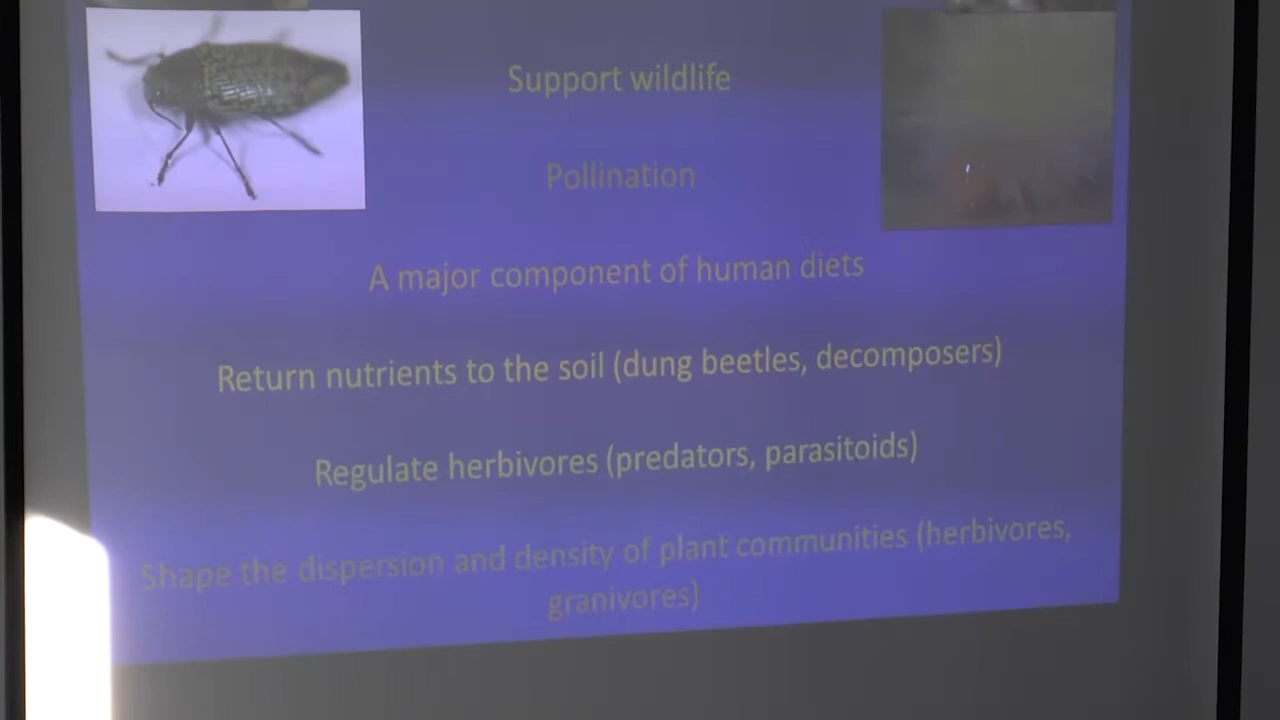 Support wildlife
Pollination
A major component of human diets
Return nutrients to the soil (dung beetles, decomposers)
Regulate herbivores (predators, parasitoids)
Shape the dispersion and density of plant communities (herbivores,
granivores)